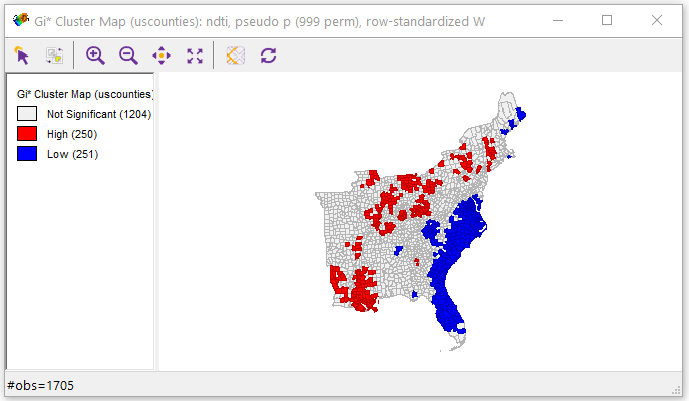 Gi* Cluster Map (uscounties): ndti, pseudo p (999 perm), row-standardized W
Gi* Cluster Map (uscounties)
Not Significant (1204)
High (250)
Low (251)
#obs=1705